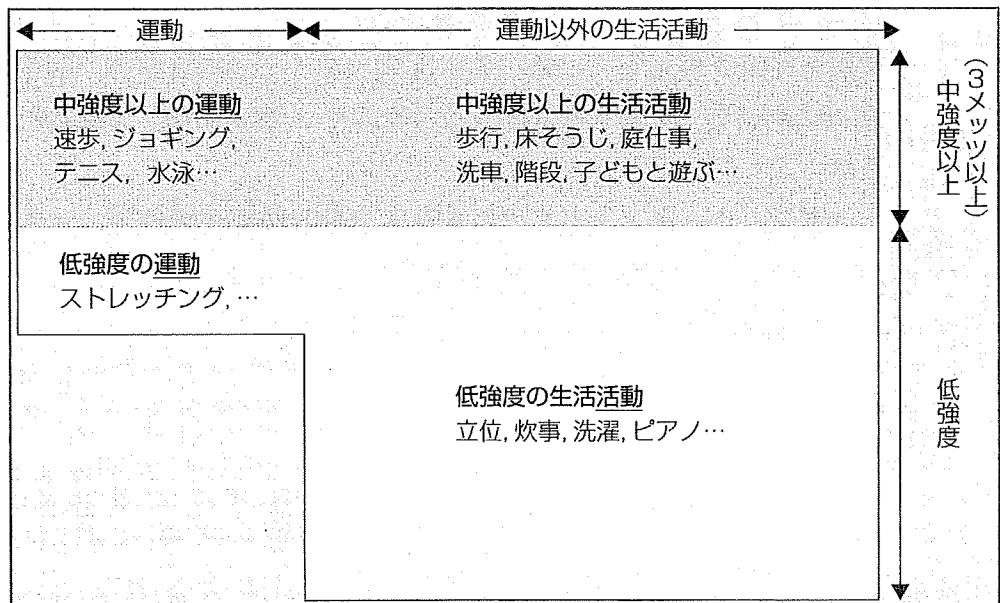 運動
運動以外の生活活動
中強度以上の運動
速歩, ジョギング,
テニス, 水泳…
中強度以上の生活活動
歩行, 床そうじ, 庭仕事,
洗車, 階段, 子どもと遊ぶ…
中強度以上
(3メッツ以上)
低強度の運動
ストレッチング, …
低強度の生活活動
立位, 炊事, 洗濯, ピアノ…
低強度